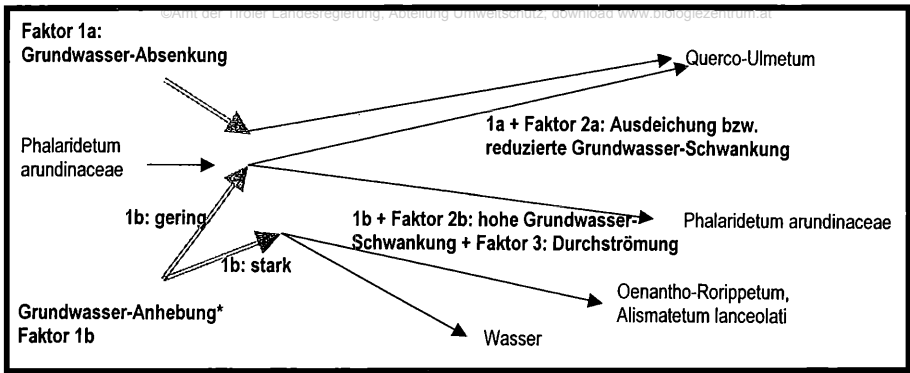 ©Amt der Tiroler Landesregierung, Abteilung Umweltschutz, download www.biologiezentrum.at
Faktor 1a:
Grundwasser-Absenkung
Querco-Ulmetum
1a + Faktor 2a: Ausdeichung bzw.
reduzierte Grundwasser-Schwankung
Phalaridetum
arundinaceae
1b: gering
1b + Faktor 2b: hohe Grundwasser-
Schwankung + Faktor 3: Durchströmung
Phalaridetum arundinaceae
1b: stark
Oenantho-Rorippetum,
Alismatetum lanceolati
Grundwasser-Anhebung*
Faktor 1b
Wasser